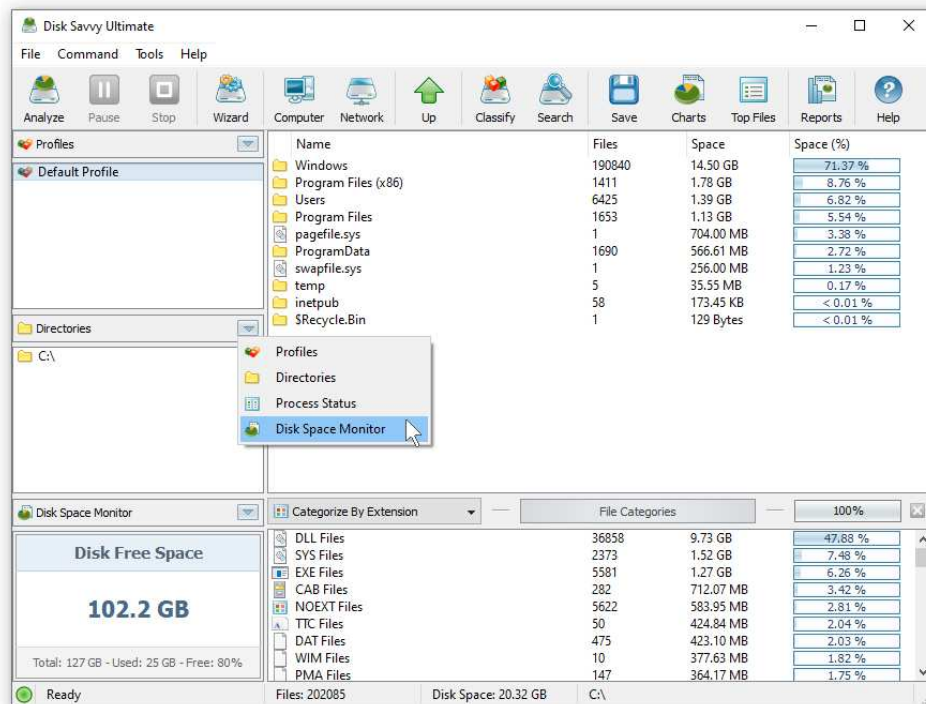 Disk Savvy Ultimate
File Command Tools Help
Analyze Pause Stop Wizard Computer Network Up Classify Search Save Charts Top Files Reports Help
Profiles
Default Profile
Directories
C:\
Name Files Space Space (%)
Windows 190840 14.50 GB 71.37 %
Program Files (x86) 1411 1.78 GB 8.76 %
Users 6425 1.39 GB 6.82 %
Program Files 1653 1.13 GB 5.54 %
pagefile.sys 1 704.00 MB 3.38 %
ProgramData 1690 566.61 MB 2.72 %
swapfile.sys 1 256.00 MB 1.23 %
temp 5 35.55 MB 0.17 %
inetpub 58 173.45 KB < 0.01 %
$Recycle.Bin 1 129 Bytes < 0.01 %
Profiles
Directories
Process Status
Disk Space Monitor
Disk Space Monitor
Disk Free Space
102.2 GB
Total: 127 GB - Used: 25 GB - Free: 80%
Categorize By Extension File Categories 100%
DLL Files 36858 9.73 GB 47.88 %
SYS Files 2373 1.52 GB 7.48 %
EXE Files 5581 1.27 GB 6.26 %
CAB Files 282 712.07 MB 3.42 %
NOEXT Files 5622 583.95 MB 2.81 %
TTC Files 50 424.84 MB 2.04 %
DAT Files 475 423.10 MB 2.03 %
WIM Files 10 377.63 MB 1.82 %
PMA Files 147 364.17 MB 1.75 %
Ready Files: 202085 Disk Space: 20.32 GB C:\